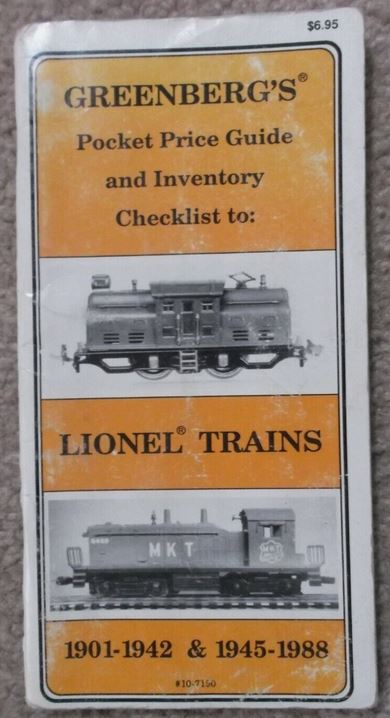 $6.95
GREENBERG'S®
Pocket Price Guide
and Inventory
Checklist to:
LIONEL® TRAINS
MKT
MKT
1901-1942 & 1945-1988
#10-7150